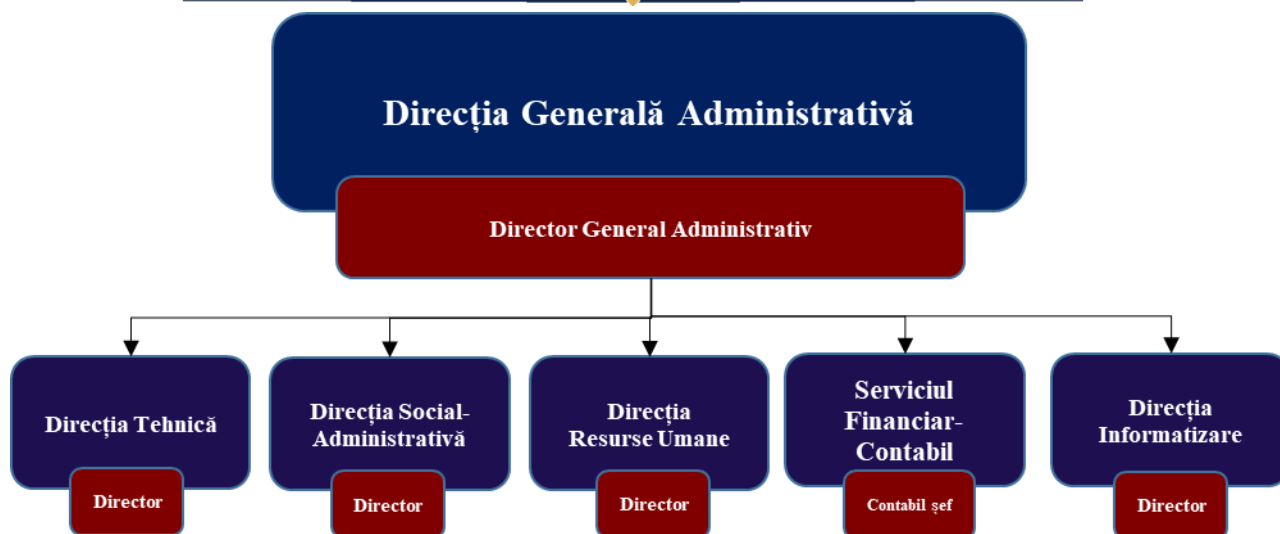 Direcția Generală Administrativă
Director General Administrativ
Direcția Tehnică
Director
Direcția Social-
Administrativă
Director
Direcția
Resurse Umane
Director
Serviciul
Financiar-
Contabil
Contabil șef
Direcția
Informatizare
Director